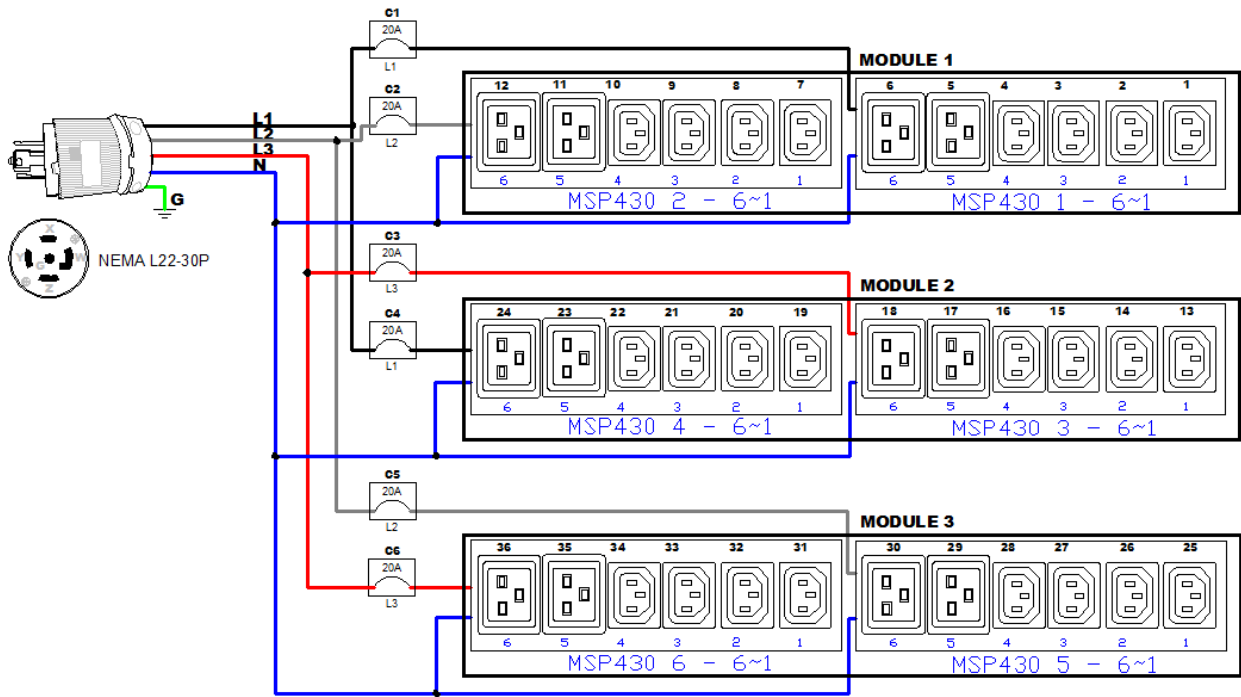 C1
20A
L1
MODULE 1
C2
20A
L2
12 11 10 9 8 7
6 5 4 3 2 1
L1
L2
L3
N
G
6 5 4 3 2 1
6 5 4 3 2 1
MSP430 2 - 6~1
MSP430 1 - 6~1
X
Y
W
G
Z
NEMA L22-30P
C3
20A
L3
MODULE 2
C4
20A
L1
24 23 22 21 20 19
18 17 16 15 14 13
6 5 4 3 2 1
6 5 4 3 2 1
MSP430 4 - 6~1
MSP430 3 - 6~1
C5
20A
L2
MODULE 3
C6
20A
L3
36 35 34 33 32 31
30 29 28 27 26 25
6 5 4 3 2 1
6 5 4 3 2 1
MSP430 6 - 6~1
MSP430 5 - 6~1